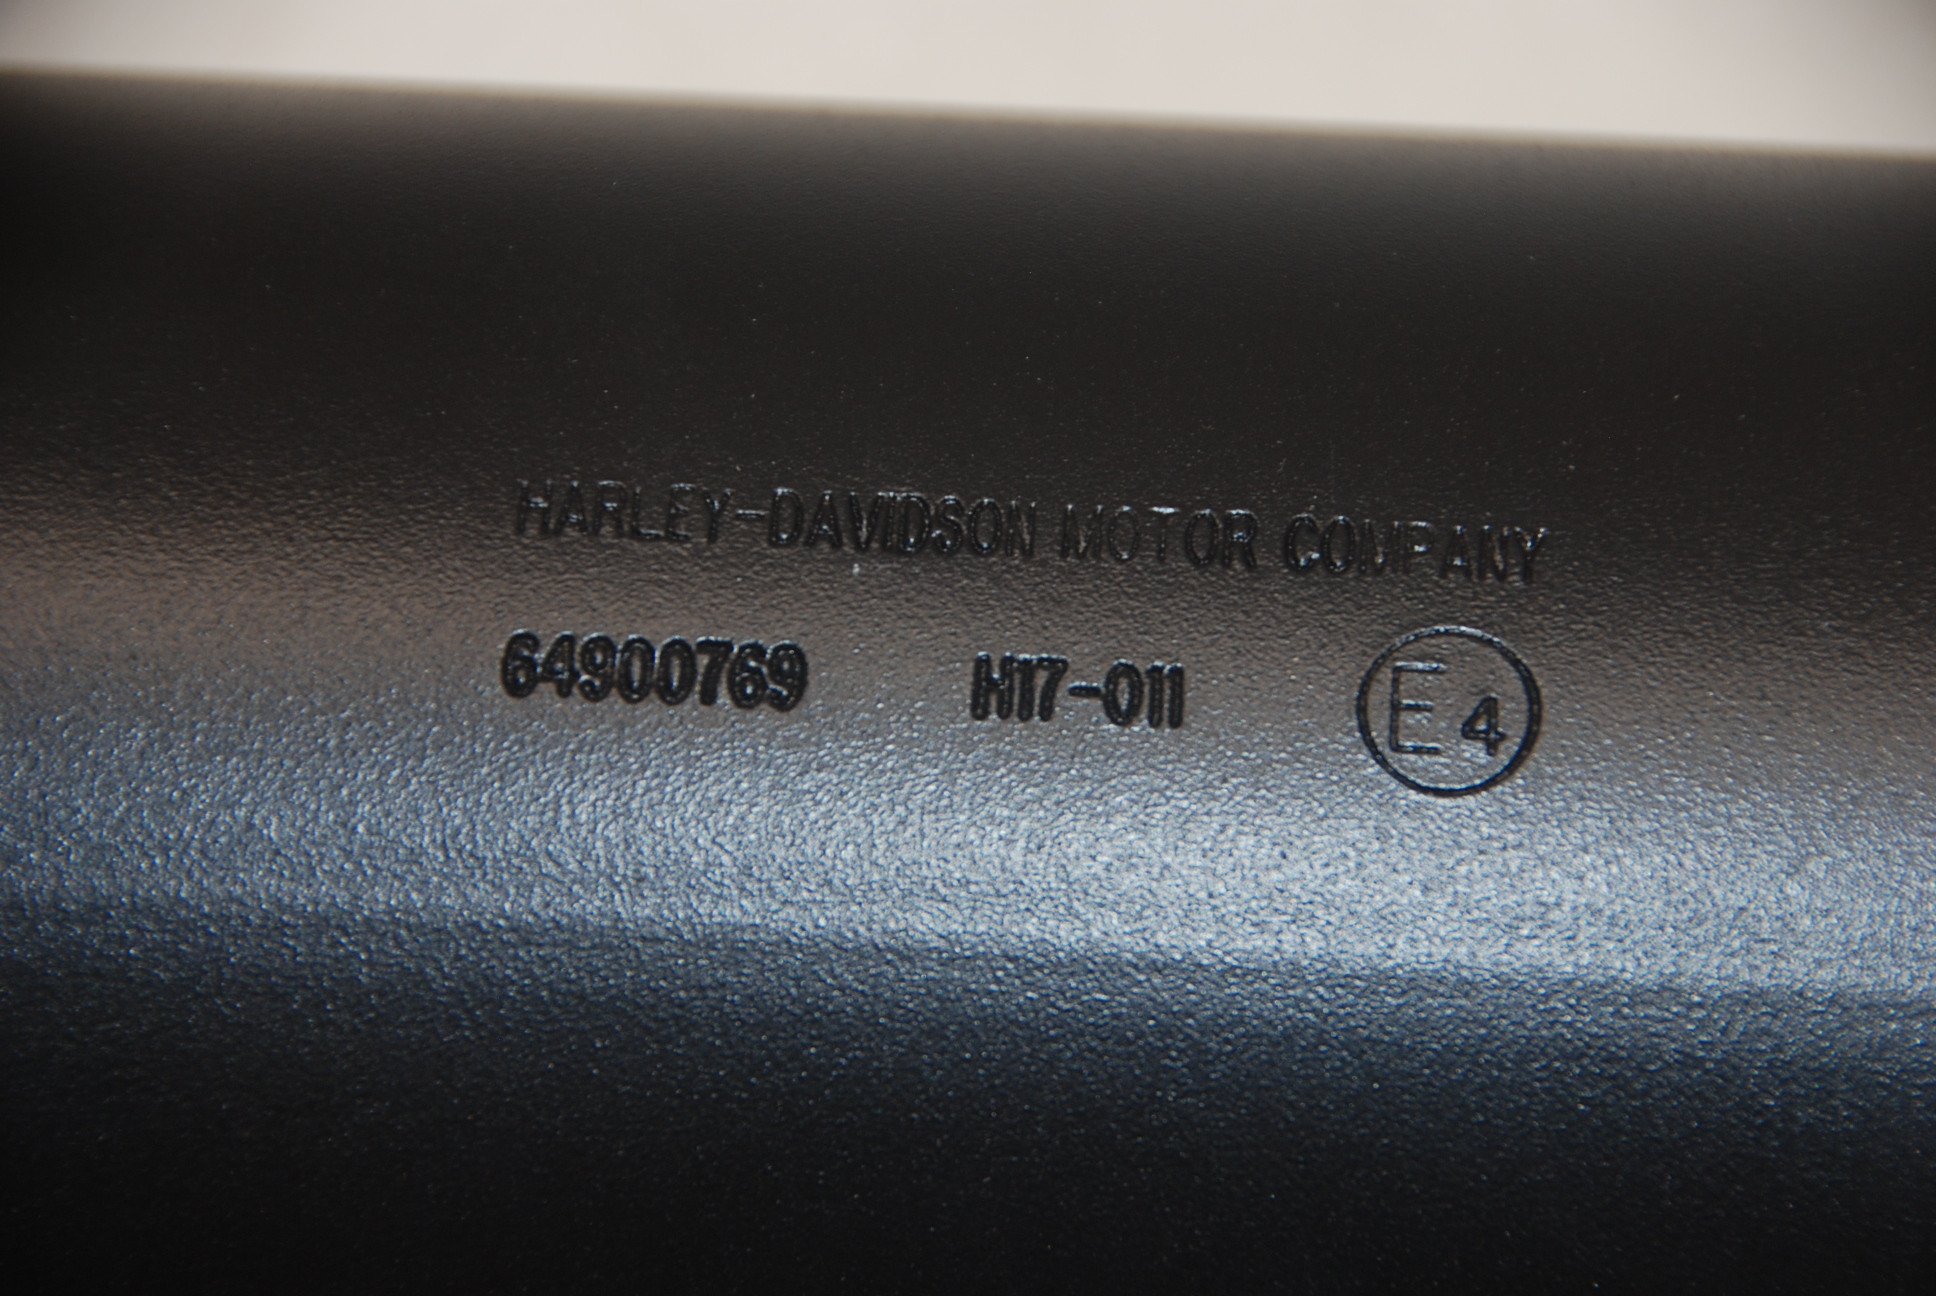 HARLEY-DAVIDSON MOTOR COMPANY
64900769 H17-011 E4